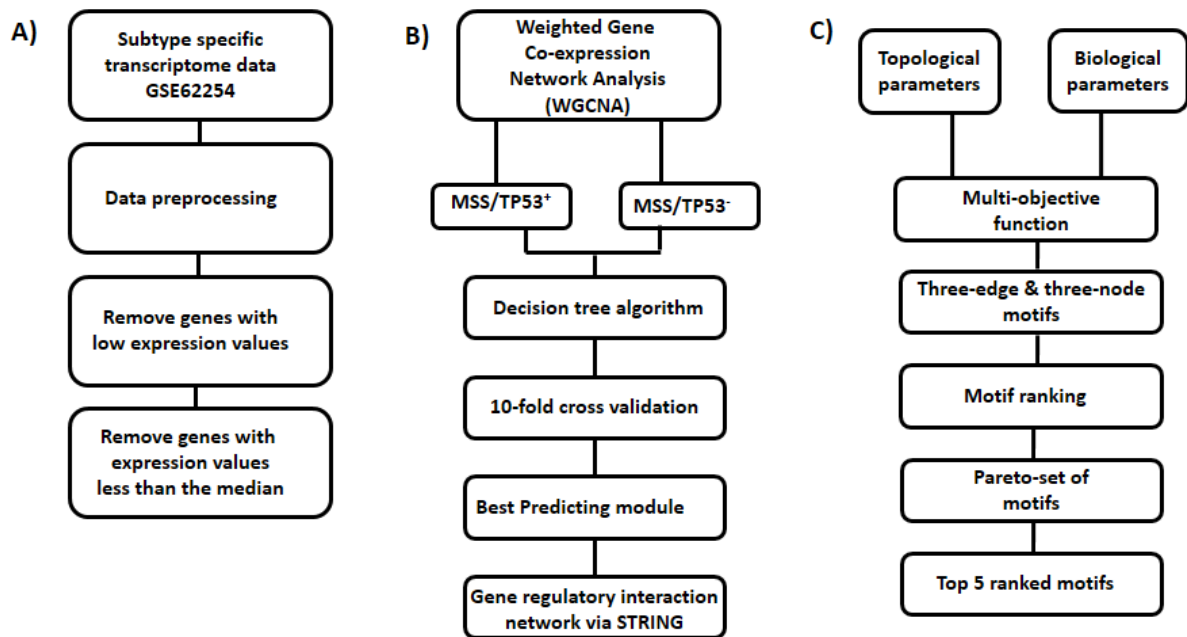 A)
Subtype specific
transcriptome data
GSE62254
Data preprocessing
Remove genes with
low expression values
Remove genes with
expression values
less than the median
B)
Weighted Gene
Co-expression
Network Analysis
(WGCNA)
MSS/TP53⁺
MSS/TP53⁻
Decision tree algorithm
10-fold cross validation
Best Predicting module
Gene regulatory interaction
network via STRING
C)
Topological
parameters
Biological
parameters
Multi-objective
function
Three-edge & three-node
motifs
Motif ranking
Pareto-set of
motifs
Top 5 ranked motifs